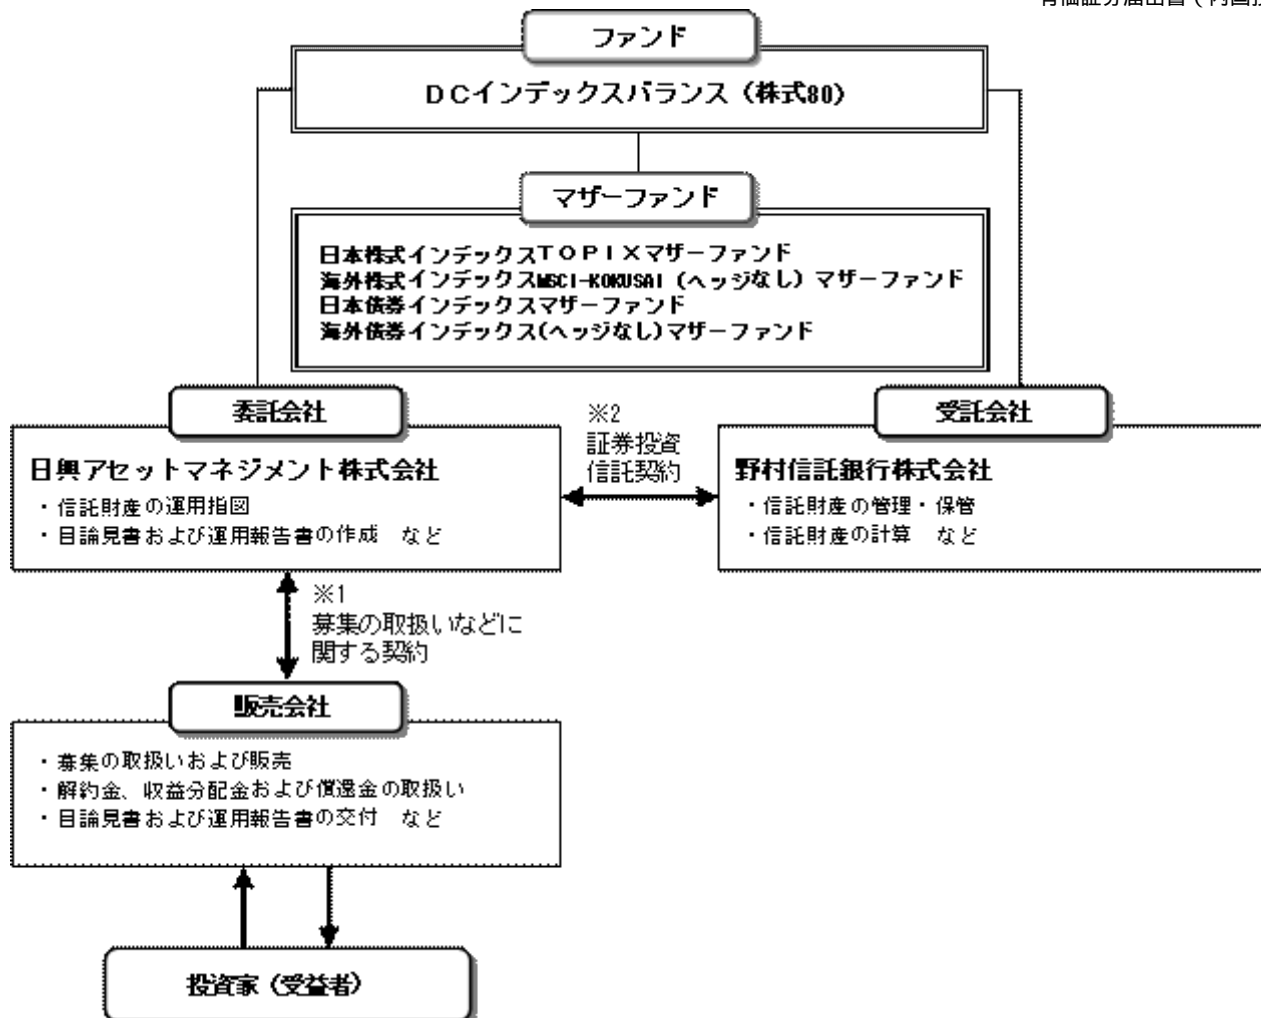 ファンド
DCインデックスバランス（株式80）
マザーファンド
日本株式インデックスTOPIXマザーファンド
海外株式インデックスMSCI-KOKUSAI（ヘッジなし）マザーファンド
日本債券インデックスマザーファンド
海外債券インデックス(ヘッジなし)マザーファンド
委託会社
日興アセットマネジメント株式会社
・信託財産の運用指図
・目論見書および運用報告書の作成 など
※2
証券投資
信託契約
受託会社
野村信託銀行株式会社
・信託財産の管理・保管
・信託財産の計算 など
※1
募集の取扱いなどに
関する契約
販売会社
・募集の取扱いおよび販売
・解約金、収益分配金および償還金の取扱い
・目論見書および運用報告書の交付 など
投資家（受益者）